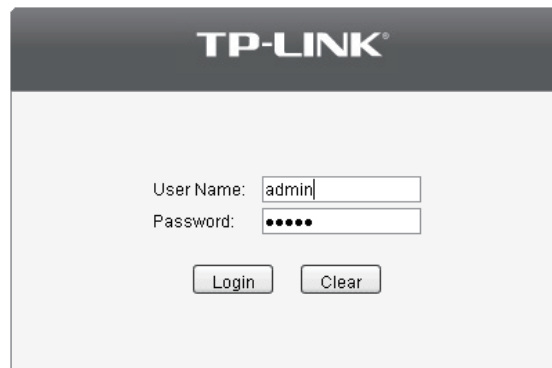 TP-LINK®
User Name: admin
Password: •••••
Login Clear